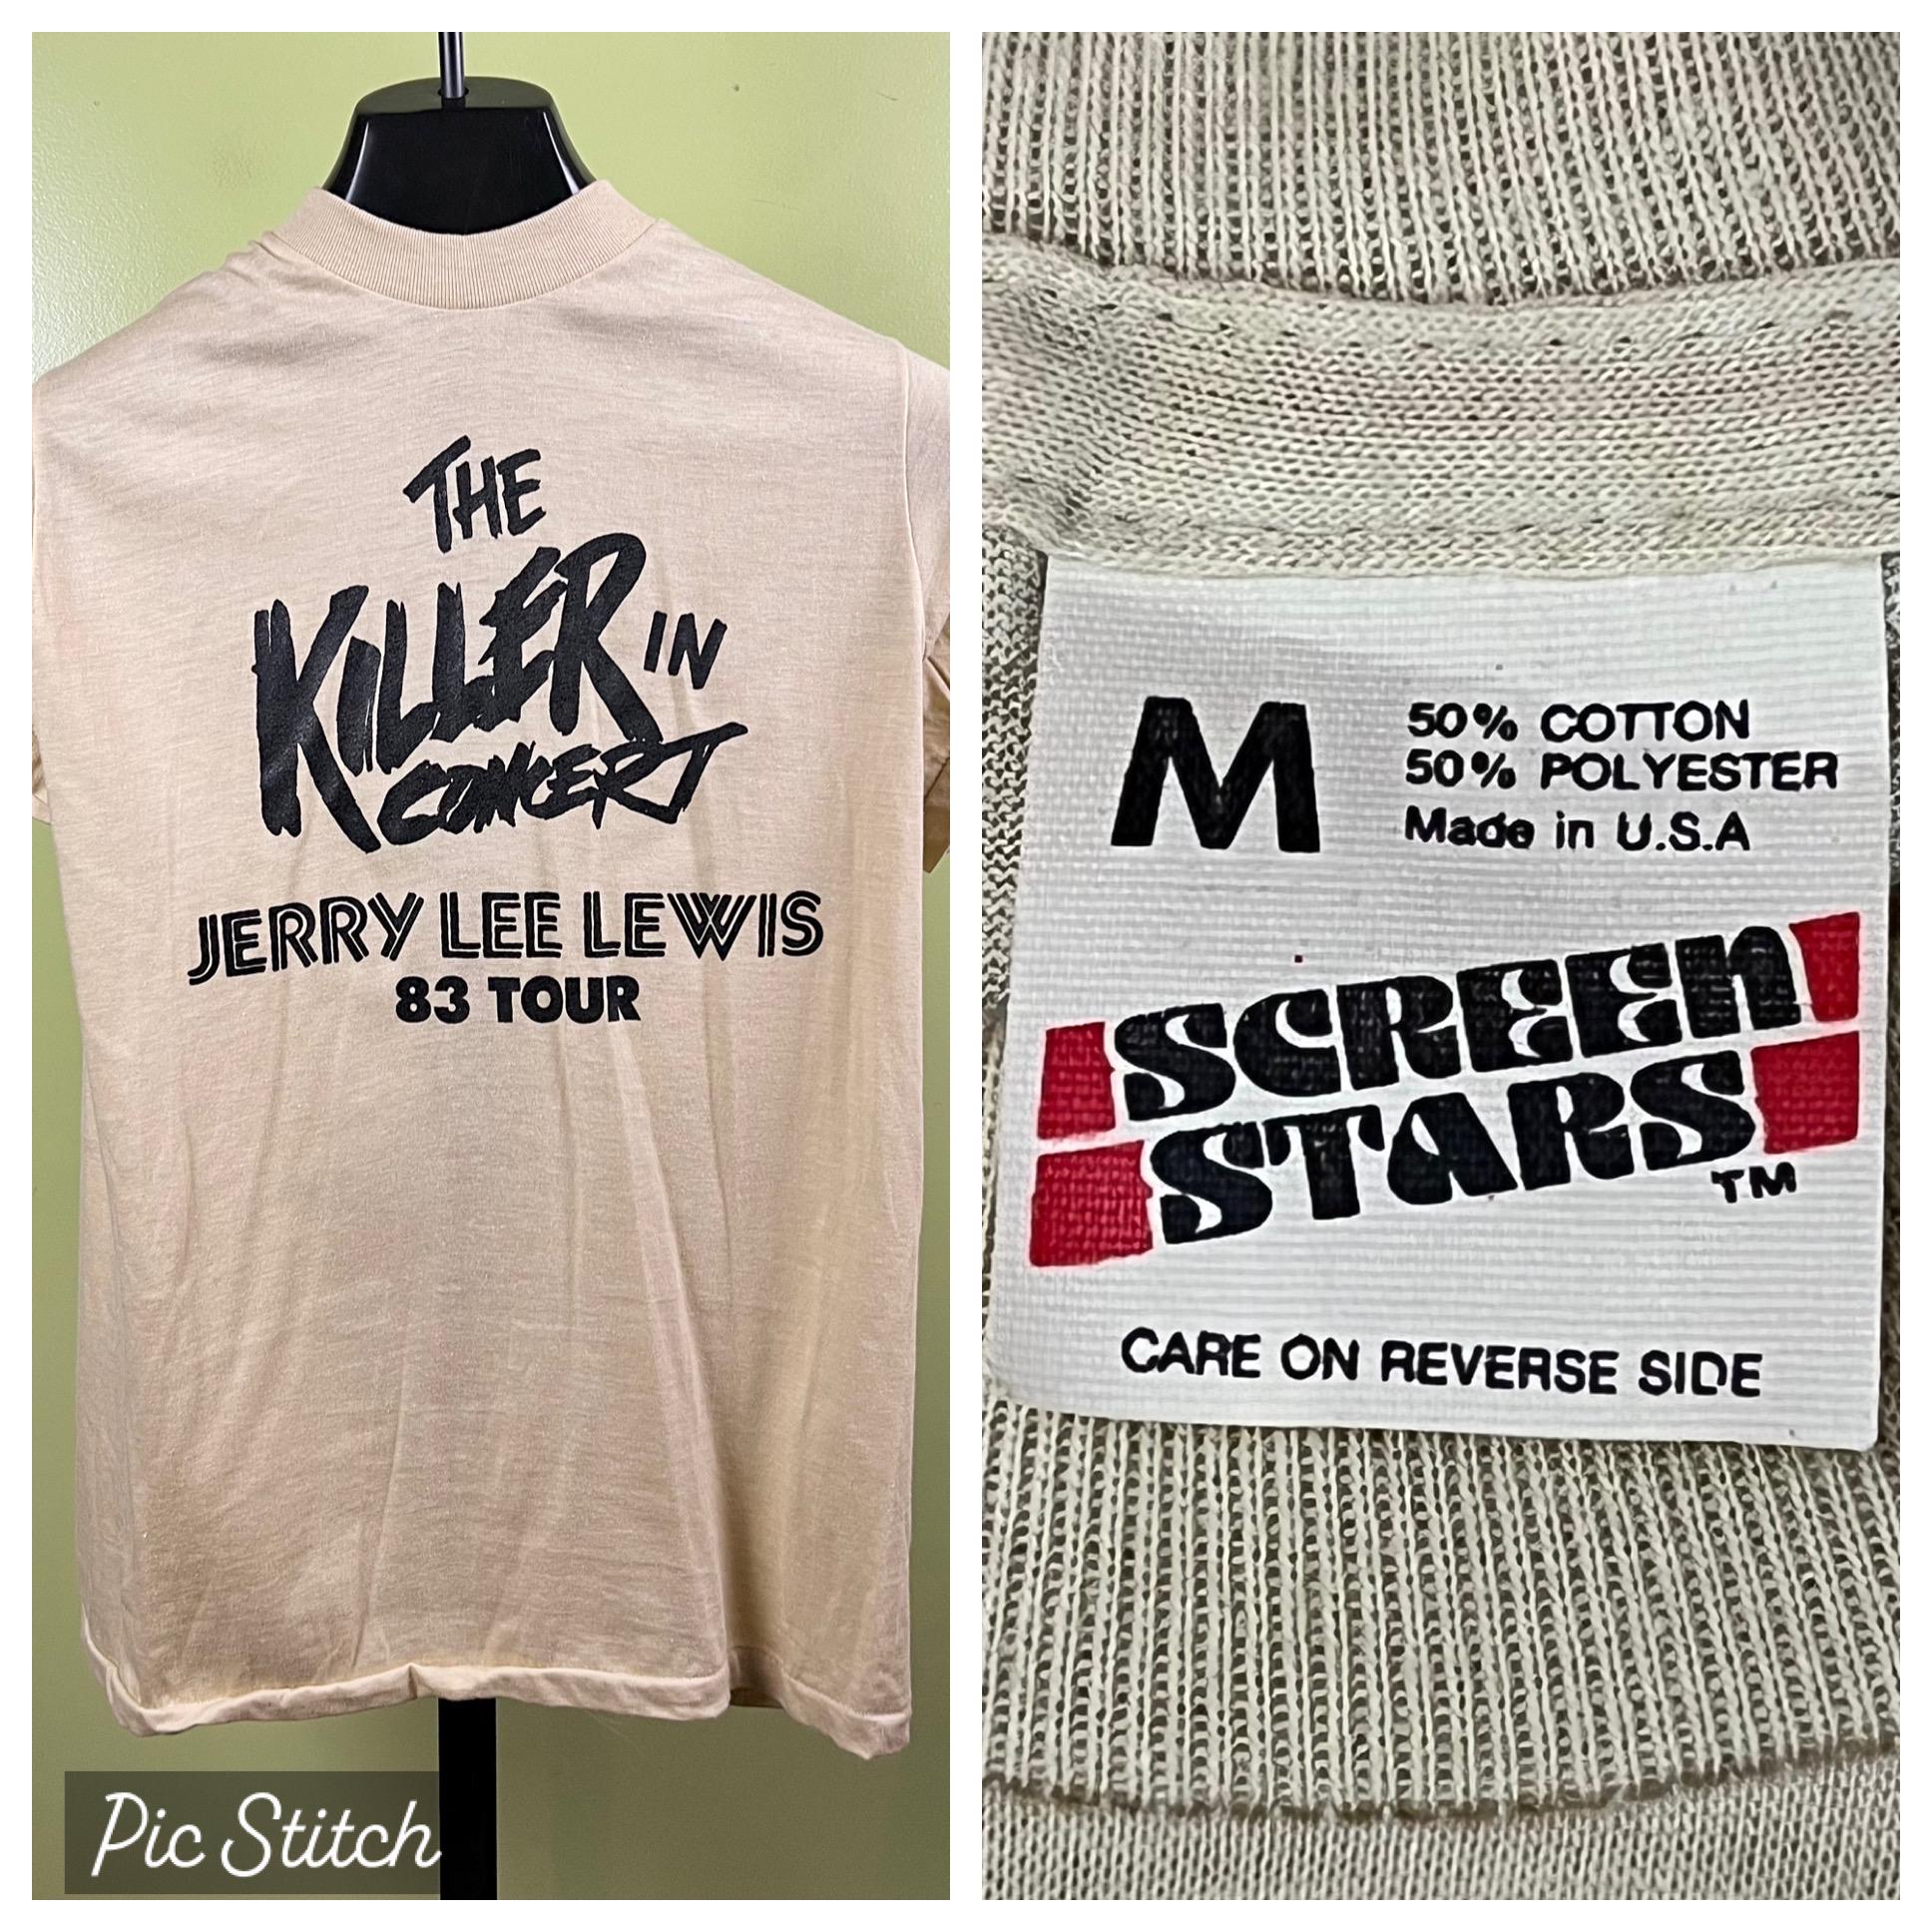 THE
KILLER IN
CONCERT
JERRY LEE LEWIS
83 TOUR
Pic Stitch
M
50% COTTON
50% POLYESTER
Made in U.S.A
SCREEN
STARS
TM
CARE ON REVERSE SIDE